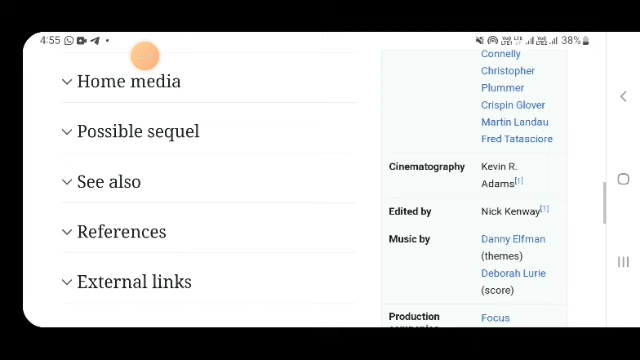 4:55
38%
Home media
Possible sequel
See also
References
External links
Connelly
Christopher
Plummer
Crispin Glover
Martin Landau
Fred Tatasciore
Cinematography
Kevin R.
Adams[1]
Edited by
Nick Kenway[1]
Music by
Danny Elfman
(themes)
Deborah Lurie
(score)
Production
Focus